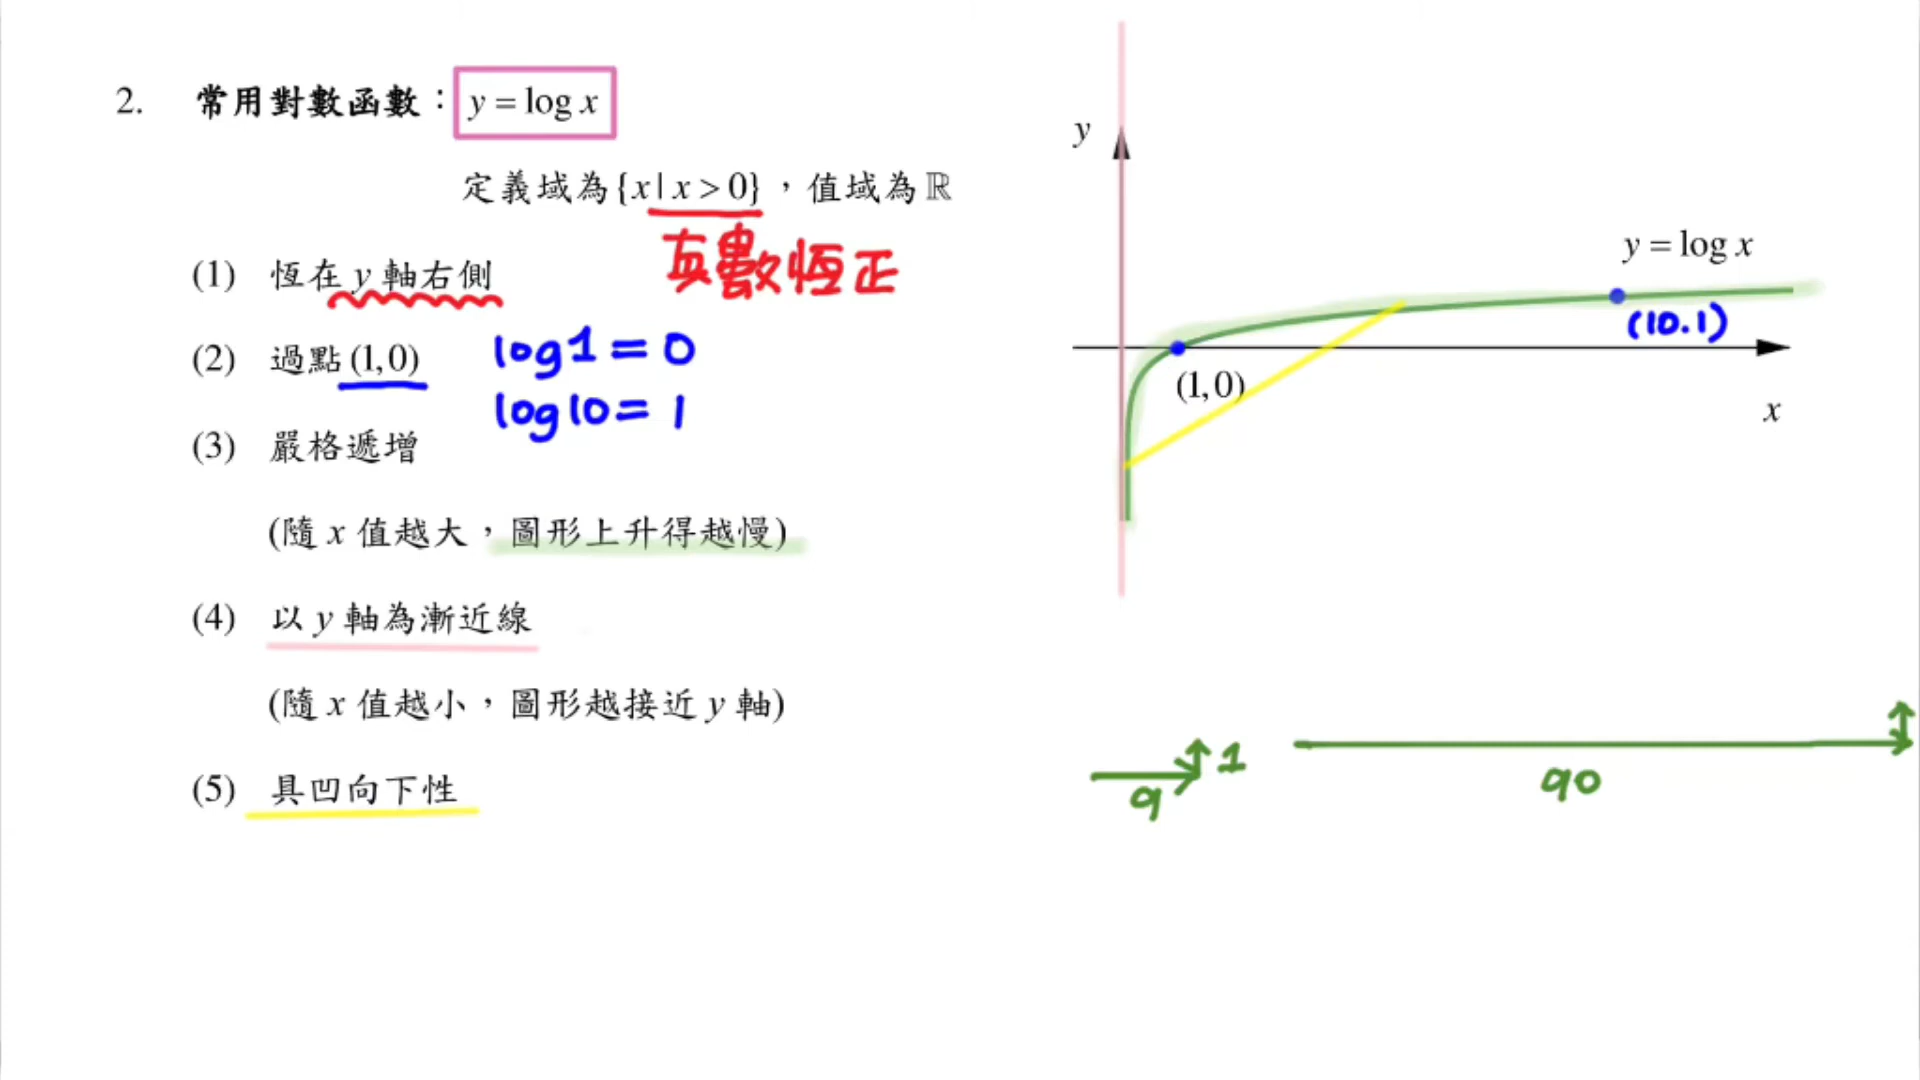 2. 常用對數函數：y = log x
定義域為{x | x > 0}，值域為ℝ
真數恆正
(1) 恆在 y 軸右側
(2) 過點(1,0)
log1 = 0
log10 = 1
(3) 嚴格遞增
(隨 x 值越大，圖形上升得越慢)
(4) 以 y 軸為漸近線
(隨 x 值越小，圖形越接近 y 軸)
(5) 具凹向下性
y
y = log x
(10.1)
(1,0)
x
1
9
90